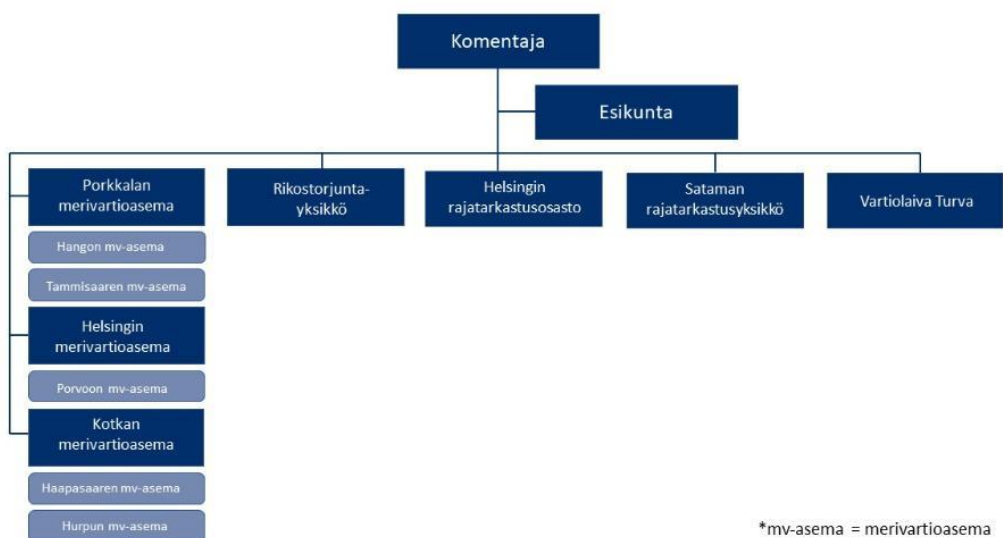 Komentaja
Esikunta
Porkkalan
merivartioasema
Rikostorjunta-
yksikkö
Helsingin
rajatarkastusosasto
Sataman
rajatarkastusyksikkö
Vartiolaiva Turva
Hangon mv-asema
Tammisaaren mv-asema
Helsingin
merivartioasema
Porvoon mv-asema
Kotkan
merivartioasema
Haapasaaren mv-asema
Hurpun mv-asema
*mv-asema = merivartioasema